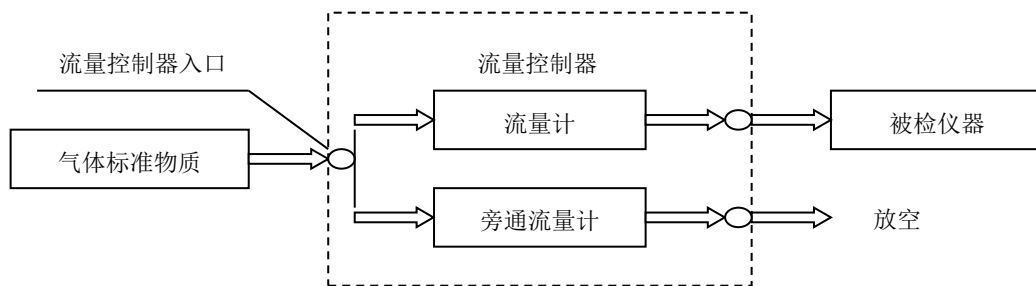 流量控制器入口
流量控制器
气体标准物质
流量计
被检仪器
旁通流量计
放空